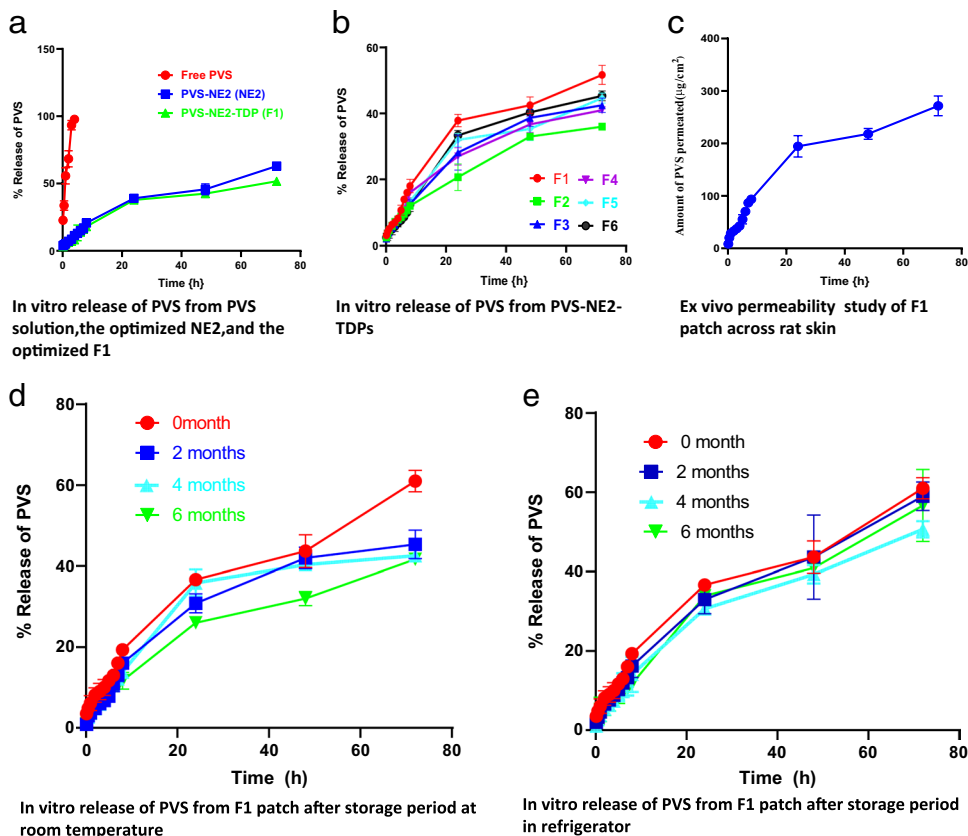 a
150
100
50
0
% Release of PVS
Free PVS
PVS-NE2 (NE2)
PVS-NE2-TDP (F1)
0 20 40 60 80
Time {h}
In vitro release of PVS from PVS
solution,the optimized NE2,and the
optimized F1
b
60
40
20
0
% Release of PVS
F1 F4
F2 F5
F3 F6
0 20 40 60 80
Time {h}
In vitro release of PVS from PVS-NE2-
TDPs
c
400
300
200
100
0
Amount of PVS permeated(µg/cm²)
0 20 40 60 80
Time {h}
Ex vivo permeability study of F1
patch across rat skin
d
80
60
40
20
0
% Release of PVS
0month
2 months
4 months
6 months
0 20 40 60 80
Time (h)
In vitro release of PVS from F1 patch after storage period at
room temperature
e
80
60
40
20
0
% Release of PVS
0 month
2 months
4 months
6 months
0 20 40 60 80
Time (h)
In vitro release of PVS from F1 patch after storage period
in refrigerator